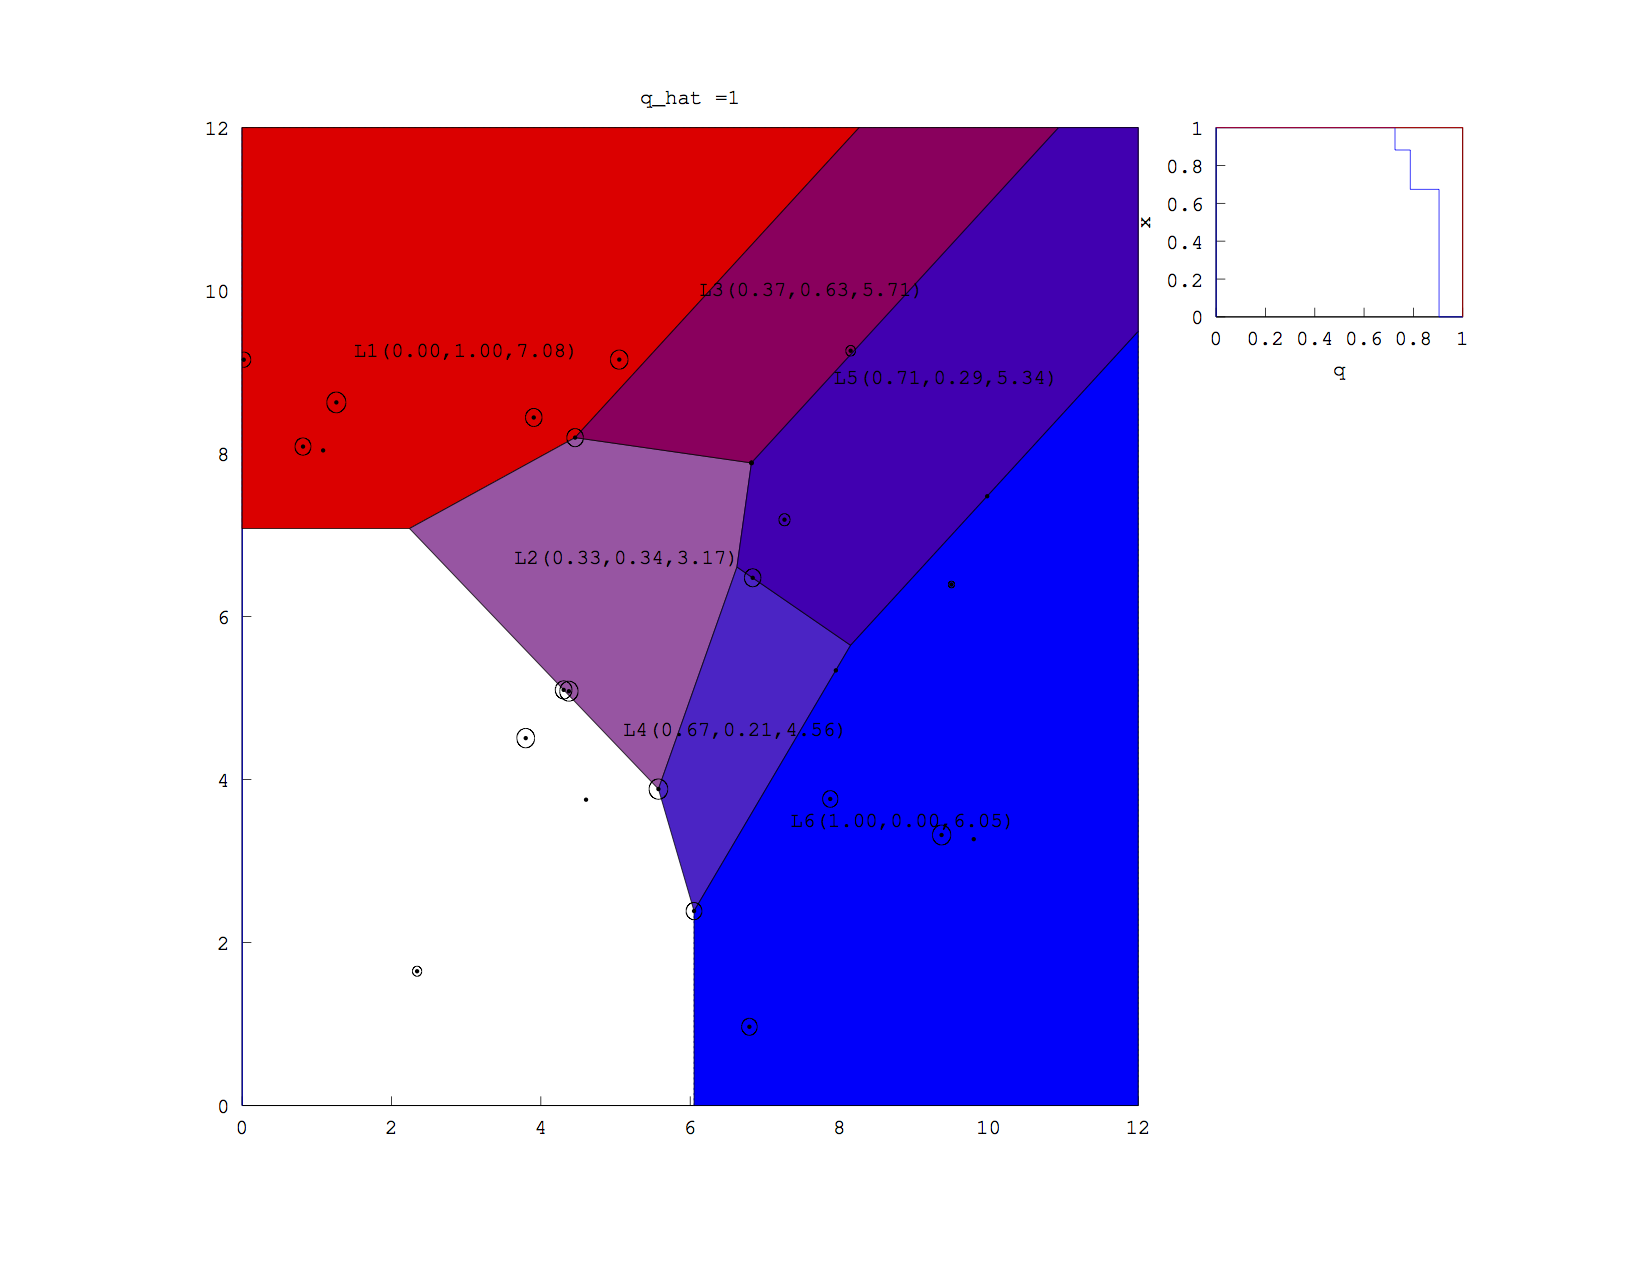 q_hat =1
12
10
8
6
4
2
0
0 2 4 6 8 10 12
L1(0.00,1.00,7.08)
L3(0.37,0.63,5.71)
L5(0.71,0.29,5.34)
L2(0.33,0.34,3.17)
L4(0.67,0.21,4.56)
L6(1.00,0.00,6.05)
x
1
0.8
0.6
0.4
0.2
0
0 0.2 0.4 0.6 0.8 1
q